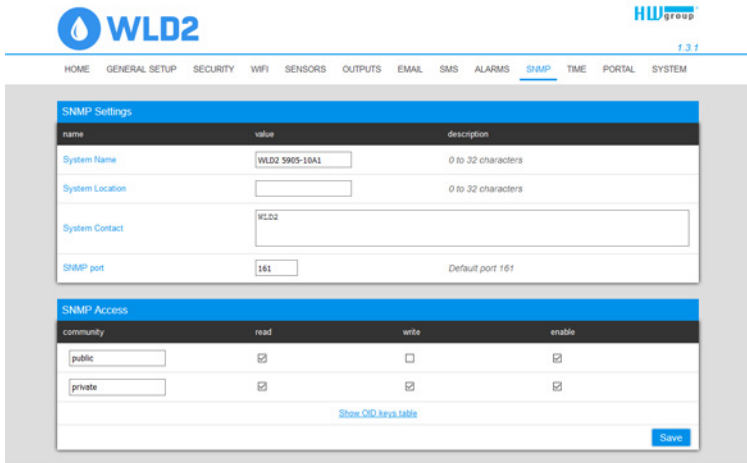 WLD2
HW group
1.3.1
HOME GENERAL SETUP SECURITY WIFI SENSORS OUTPUTS EMAIL SMS ALARMS SNMP TIME PORTAL SYSTEM
SNMP Settings
name value description
System Name WLD2 5905-10A1 0 to 32 characters
System Location 0 to 32 characters
System Contact WLD2
SNMP port 161 Default port 161
SNMP Access
community read write enable
public
private
Show OID keys table
Save